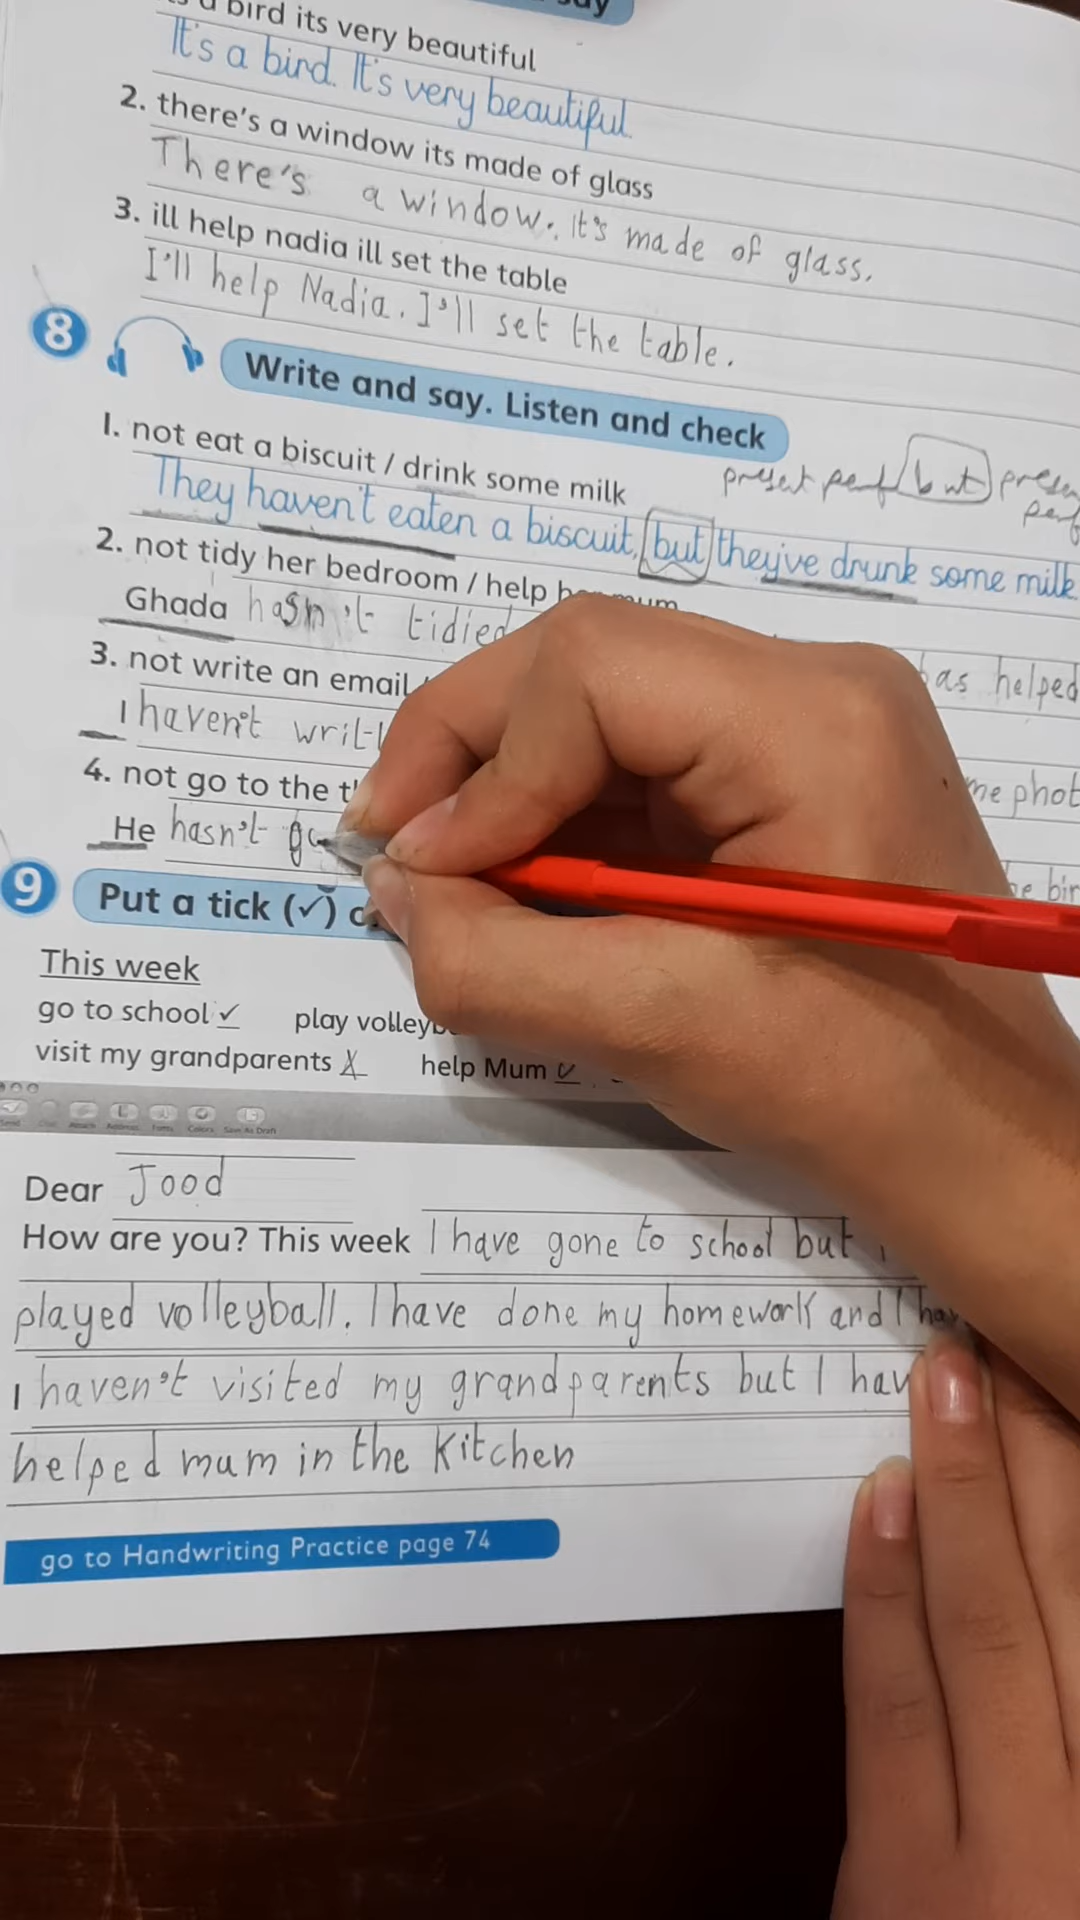 a bird its very beautiful
It's a bird. It's very beautiful.
2. there's a window its made of glass
There's a window. It's made of glass.
3. ill help nadia ill set the table
I'll help Nadia. I'll set the table.
8 Write and say. Listen and check
1. not eat a biscuit / drink some milk
present perf but
They haven't eaten a biscuit, but they've drunk some milk
2. not tidy her bedroom / help
Ghada hasn't tidied has helped
3. not write an email
I haven't phot
4. not go to the
He hasn't
9 Put a tick (✓)
This week
go to school ✓ play
visit my grandparents X help Mum ✓
Dear Jood
How are you? This week I have gone to school but I
played volleyball. I have done my homework and I
I haven't visited my grandparents but I
helped mum in the Kitchen
go to Handwriting Practice page 74